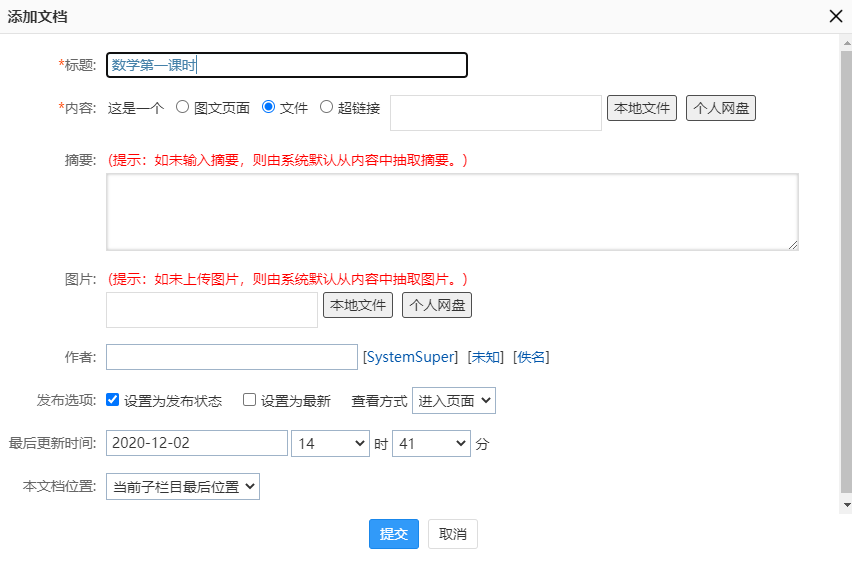 添加文档
*标题: 数学第一课时
*内容: 这是一个 图文页面 文件 超链接 本地文件 个人网盘
摘要: (提示：如未输入摘要，则由系统默认从内容中抽取摘要。)
图片: (提示：如未上传图片，则由系统默认从内容中抽取图片。)
本地文件 个人网盘
作者: [SystemSuper] [未知] [佚名]
发布选项: 设置为发布状态 设置为最新 查看方式 进入页面
最后更新时间: 2020-12-02 14 时 41 分
本文档位置: 当前子栏目最后位置
提交 取消